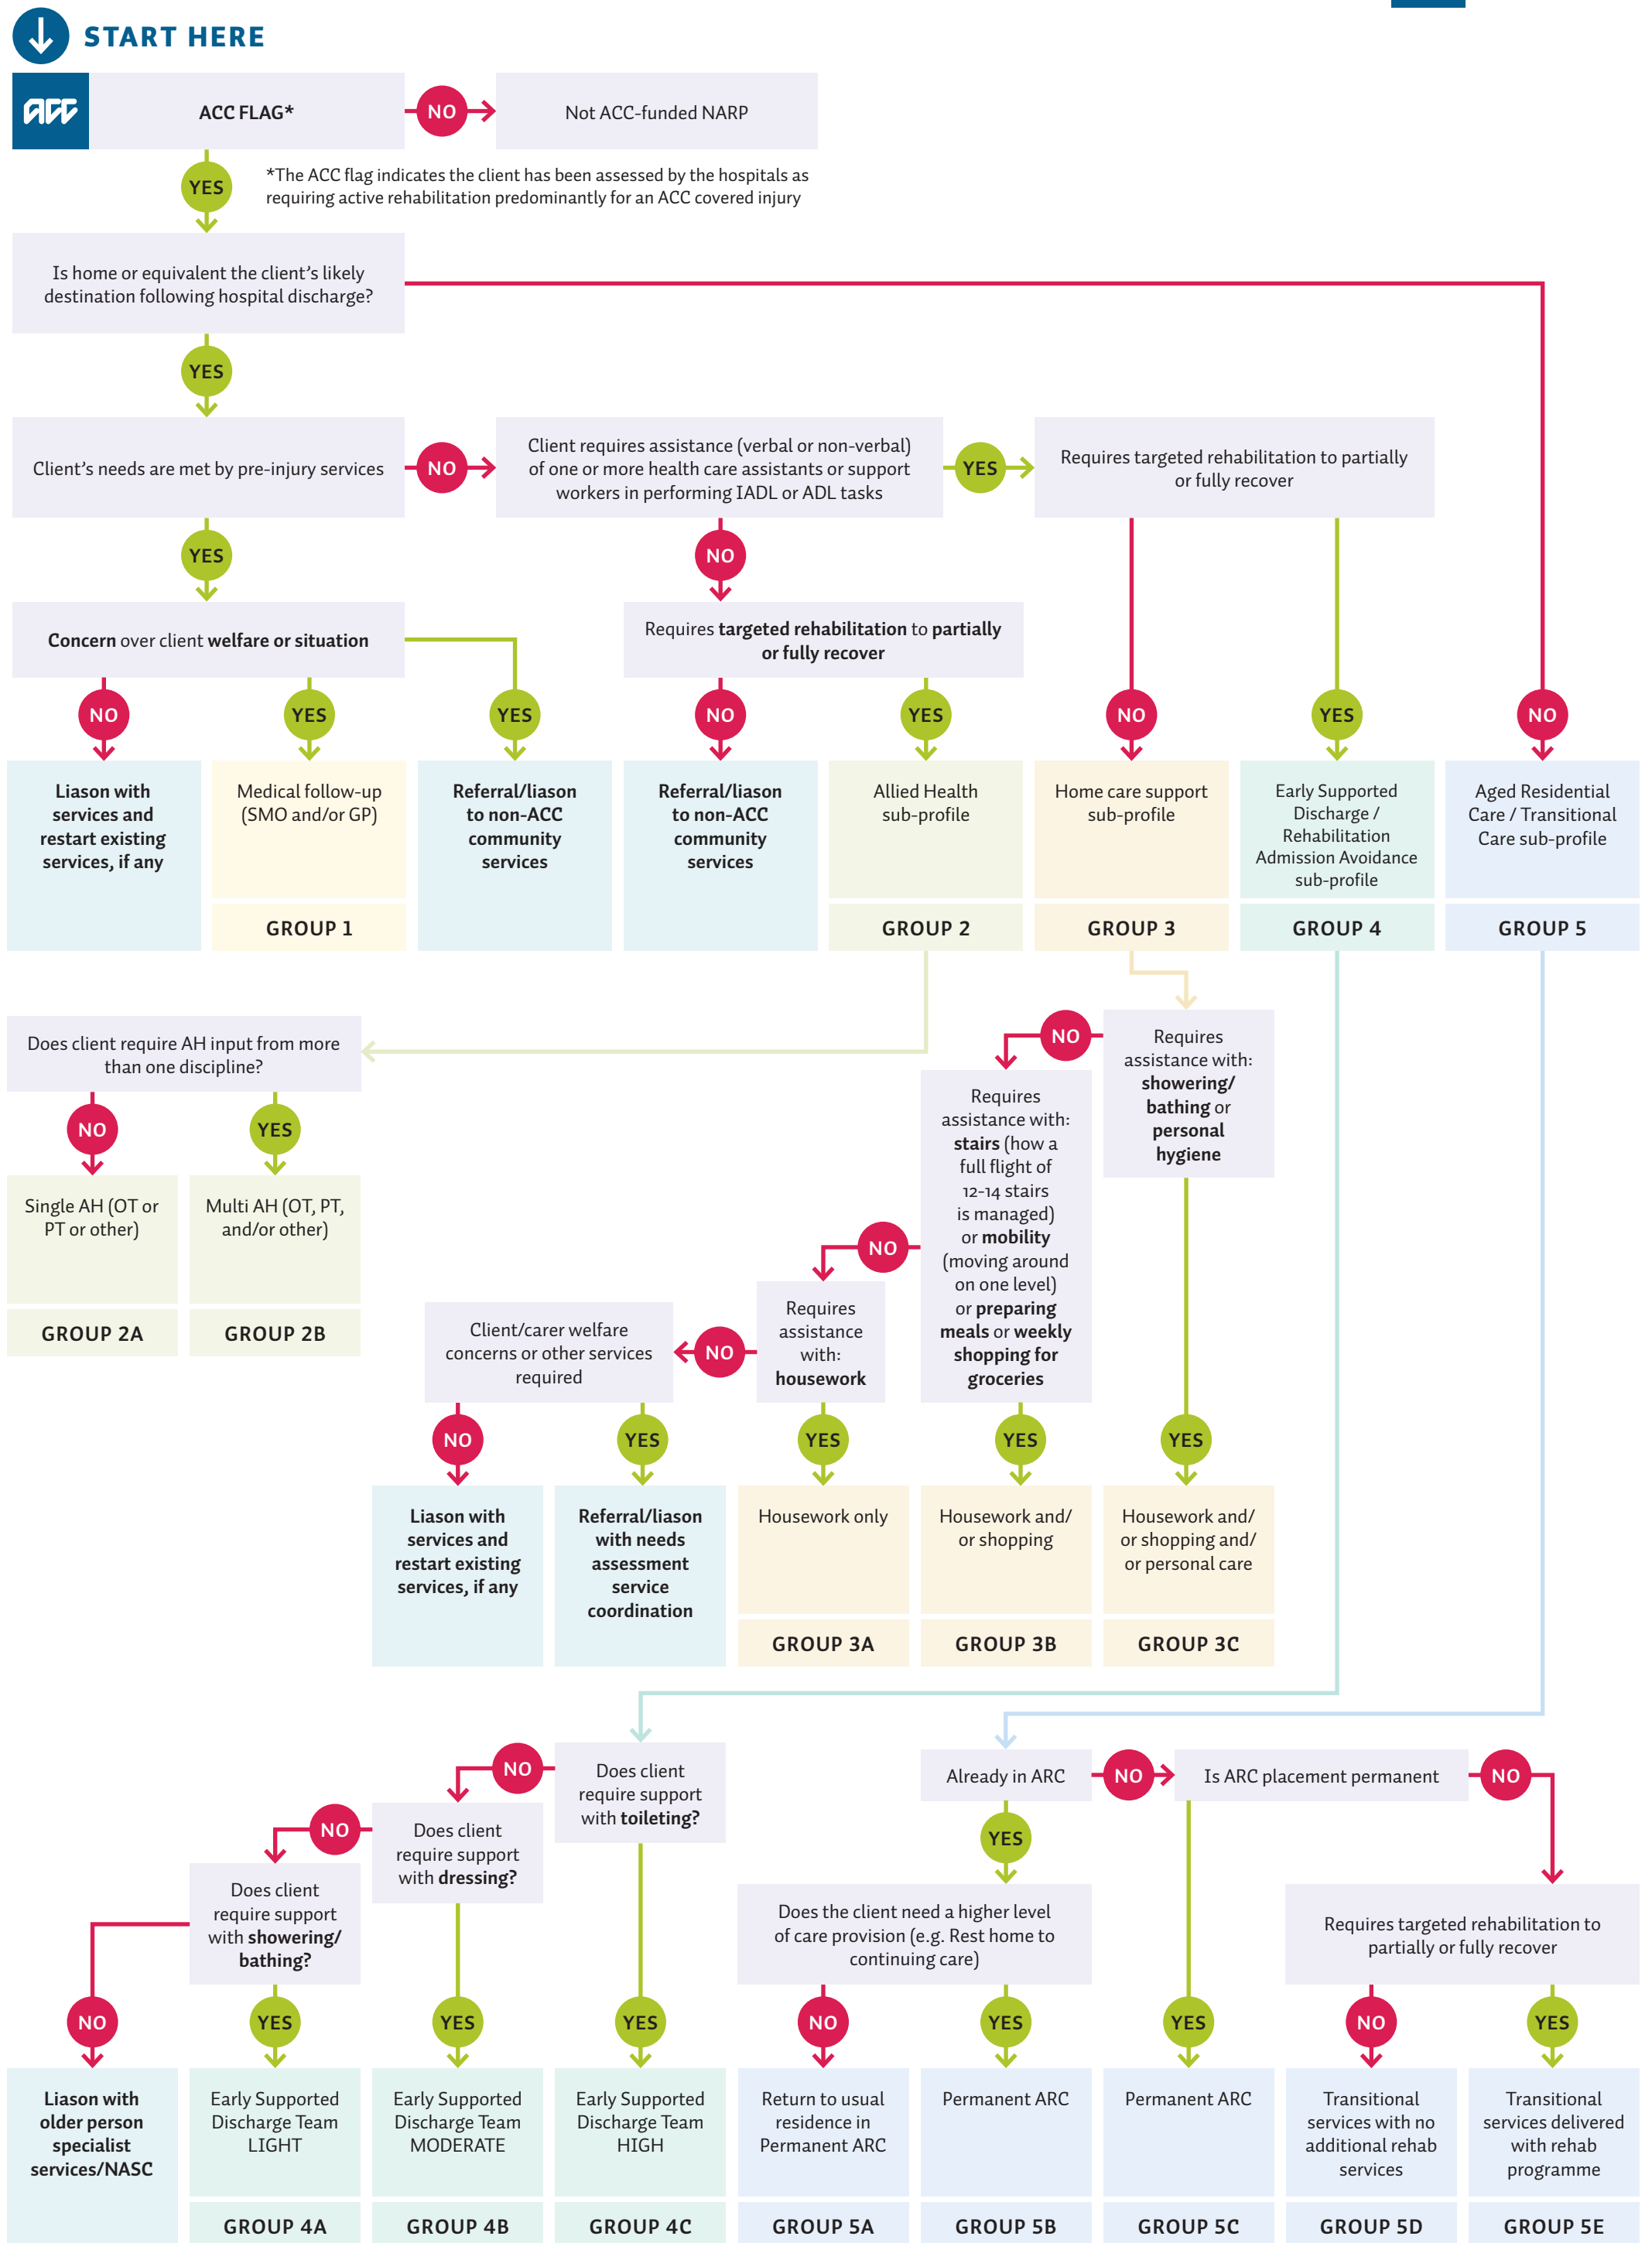 START HERE
ACC
ACC FLAG*
NO
Not ACC-funded NARP
YES
*The ACC flag indicates the client has been assessed by the hospitals as
requiring active rehabilitation predominantly for an ACC covered injury
Is home or equivalent the client's likely
destination following hospital discharge?
YES
Client's needs are met by pre-injury services
NO
Client requires assistance (verbal or non-verbal)
of one or more health care assistants or support
workers in performing IADL or ADL tasks
YES
Requires targeted rehabilitation to partially
or fully recover
YES
NO
Concern over client welfare or situation
Requires targeted rehabilitation to partially
or fully recover
NO
YES
YES
NO
YES
NO
YES
NO
Liason with
services and
restart existing
services, if any
Medical follow-up
(SMO and/or GP)
GROUP 1
Referral/liason
to non-ACC
community
services
Referral/liason
to non-ACC
community
services
Allied Health
sub-profile
GROUP 2
Home care support
sub-profile
GROUP 3
Early Supported
Discharge /
Rehabilitation
Admission Avoidance
sub-profile
GROUP 4
Aged Residential
Care / Transitional
Care sub-profile
GROUP 5
Does client require AH input from more
than one discipline?
NO
YES
Single AH (OT or
PT or other)
GROUP 2A
Multi AH (OT, PT,
and/or other)
GROUP 2B
Requires
assistance with:
showering/
bathing or
personal
hygiene
NO
Requires
assistance with:
stairs (how a
full flight of
12-14 stairs
is managed)
or mobility
(moving around
on one level)
or preparing
meals or weekly
shopping for
groceries
NO
Requires
assistance
with:
housework
NO
Client/carer welfare
concerns or other services
required
NO
YES
YES
YES
YES
Liason with
services and
restart existing
services, if any
Referral/liason
with needs
assessment
service
coordination
Housework only
GROUP 3A
Housework and/
or shopping
GROUP 3B
Housework and/
or shopping and/
or personal care
GROUP 3C
Does client
require support
with toileting?
NO
Does client
require support
with dressing?
NO
Does client
require support
with showering/
bathing?
Already in ARC
NO
Is ARC placement permanent
NO
YES
Does the client need a higher level
of care provision (e.g. Rest home to
continuing care)
Requires targeted rehabilitation to
partially or fully recover
NO
YES
YES
YES
NO
YES
YES
NO
YES
Liason with
older person
specialist
services/NASC
Early Supported
Discharge Team
LIGHT
GROUP 4A
Early Supported
Discharge Team
MODERATE
GROUP 4B
Early Supported
Discharge Team
HIGH
GROUP 4C
Return to usual
residence in
Permanent ARC
GROUP 5A
Permanent ARC
GROUP 5B
Permanent ARC
GROUP 5C
Transitional
services with no
additional rehab
services
GROUP 5D
Transitional
services delivered
with rehab
programme
GROUP 5E